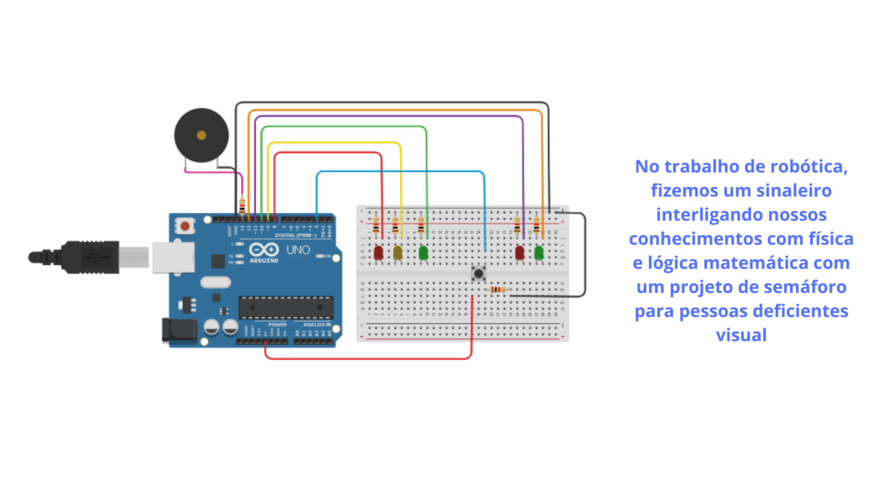 No trabalho de robótica,
fizemos um sinaleiro
interligando nossos
conhecimentos com física
e lógica matemática com
um projeto de semáforo
para pessoas deficientes
visual
DIGITAL (PWM~)
UNO
ARDUINO
POWER
ANALOG IN